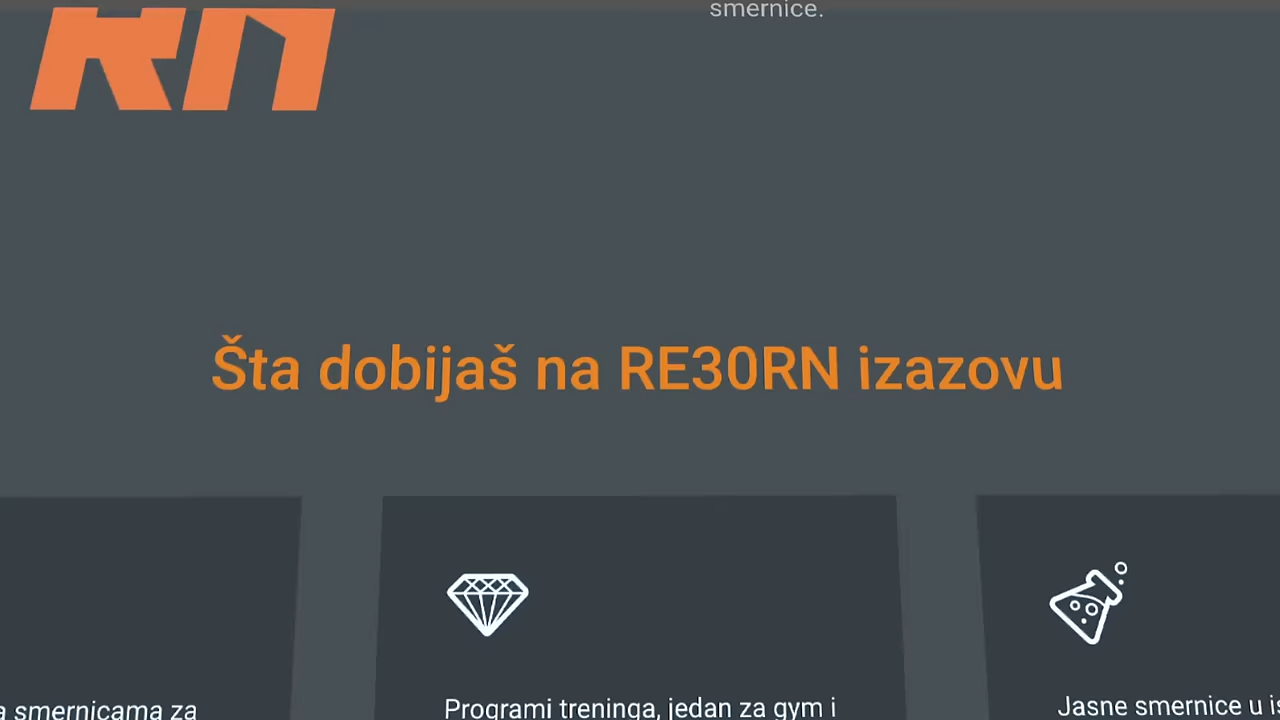 smernice.
RN
Šta dobijaš na RE30RN izazovu
a smernicama za
Programi treninga, jedan za gym i
Jasne smernice u